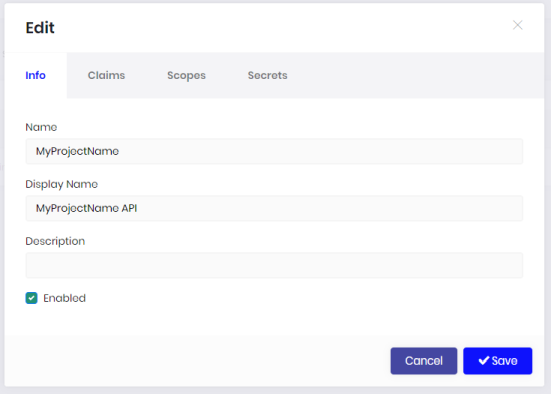 Edit
Info Claims Scopes Secrets
Name
MyProjectName
Display Name
MyProjectName API
Description
Enabled
Cancel Save